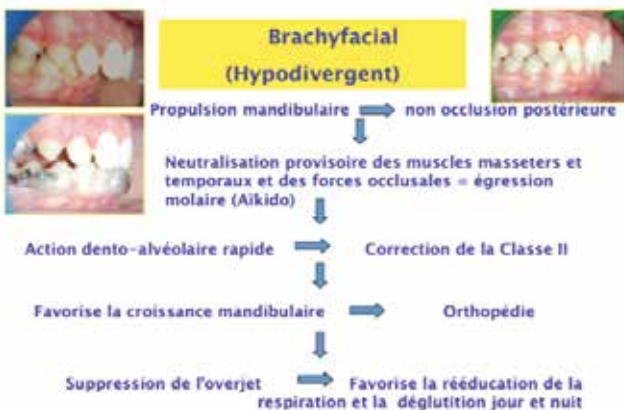 Brachyfacial
(Hypodivergent)
Propulsion mandibulaire non occlusion postérieure
Neutralisation provisoire des muscles masseters et
temporaux et des forces occlusales = égression
molaire (Aïkido)
Action dento-alvéolaire rapide Correction de la Classe II
Favorise la croissance mandibulaire Orthopédie
Suppression de l'overjet Favorise la rééducation de la
respiration et la déglutition jour et nuit